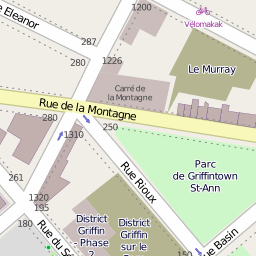 1200
Vélomakak
e Eleanor
287
280
1226
Le Murray
Carré de
la Montagne
Rue de la Montagne
280
1310
250
Rue Rioux
Parc
de Griffintown
St-Ann
261
1320
195
180
Rue du S
District
Griffin
- Phase
2
District
Griffin
sur le
150
e Basin